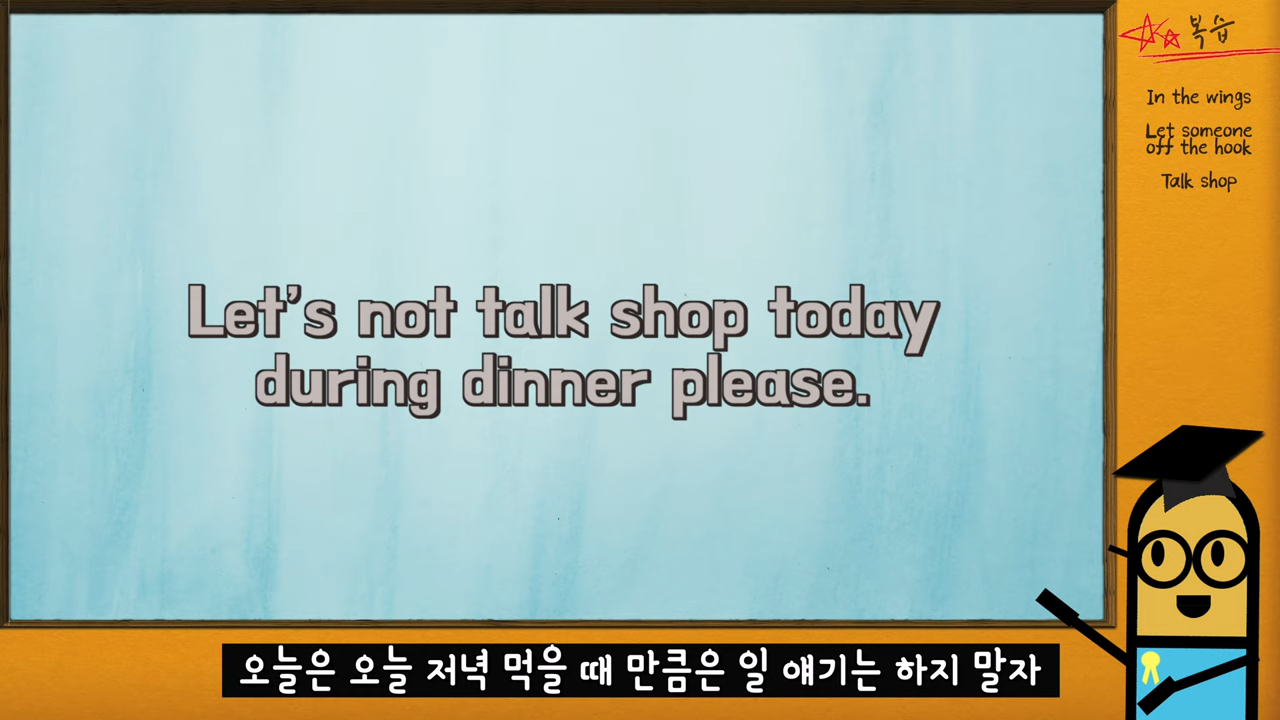 복습
In the wings
Let someone
off the hook
Talk shop
Let's not talk shop today
during dinner please.
오늘은 오늘 저녁 먹을 때 만큼은 일 얘기는 하지 말자